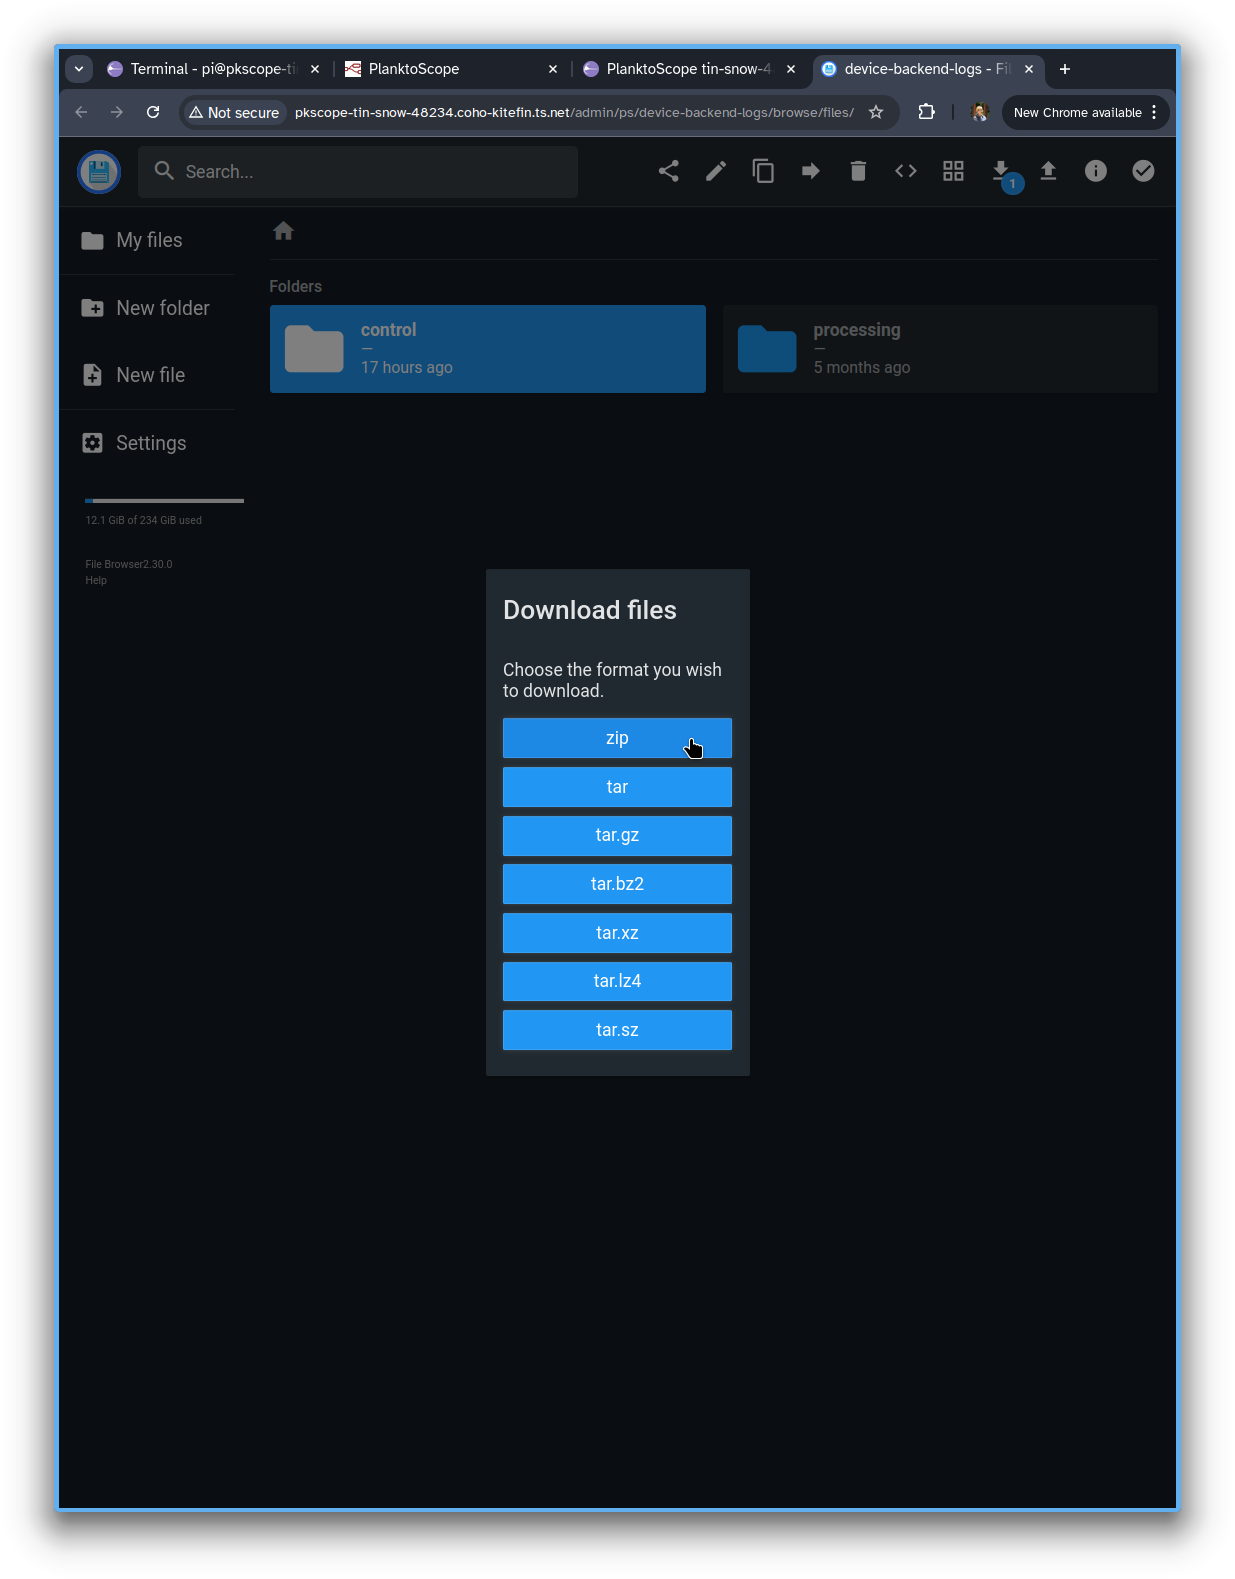 Terminal - pi@pkscope-ti
PlanktoScope
PlanktoScope tin-snow-4
device-backend-logs - Fil
Not secure
pkscope-tin-snow-48234.coho-kitefin.ts.net/admin/ps/device-backend-logs/browse/files/
New Chrome available
Search...
1
My files
New folder
New file
Settings
12.1 GiB of 234 GiB used
File Browser2.30.0
Help
Folders
control
—
17 hours ago
processing
—
5 months ago
Download files
Choose the format you wish
to download.
zip
tar
tar.gz
tar.bz2
tar.xz
tar.lz4
tar.sz